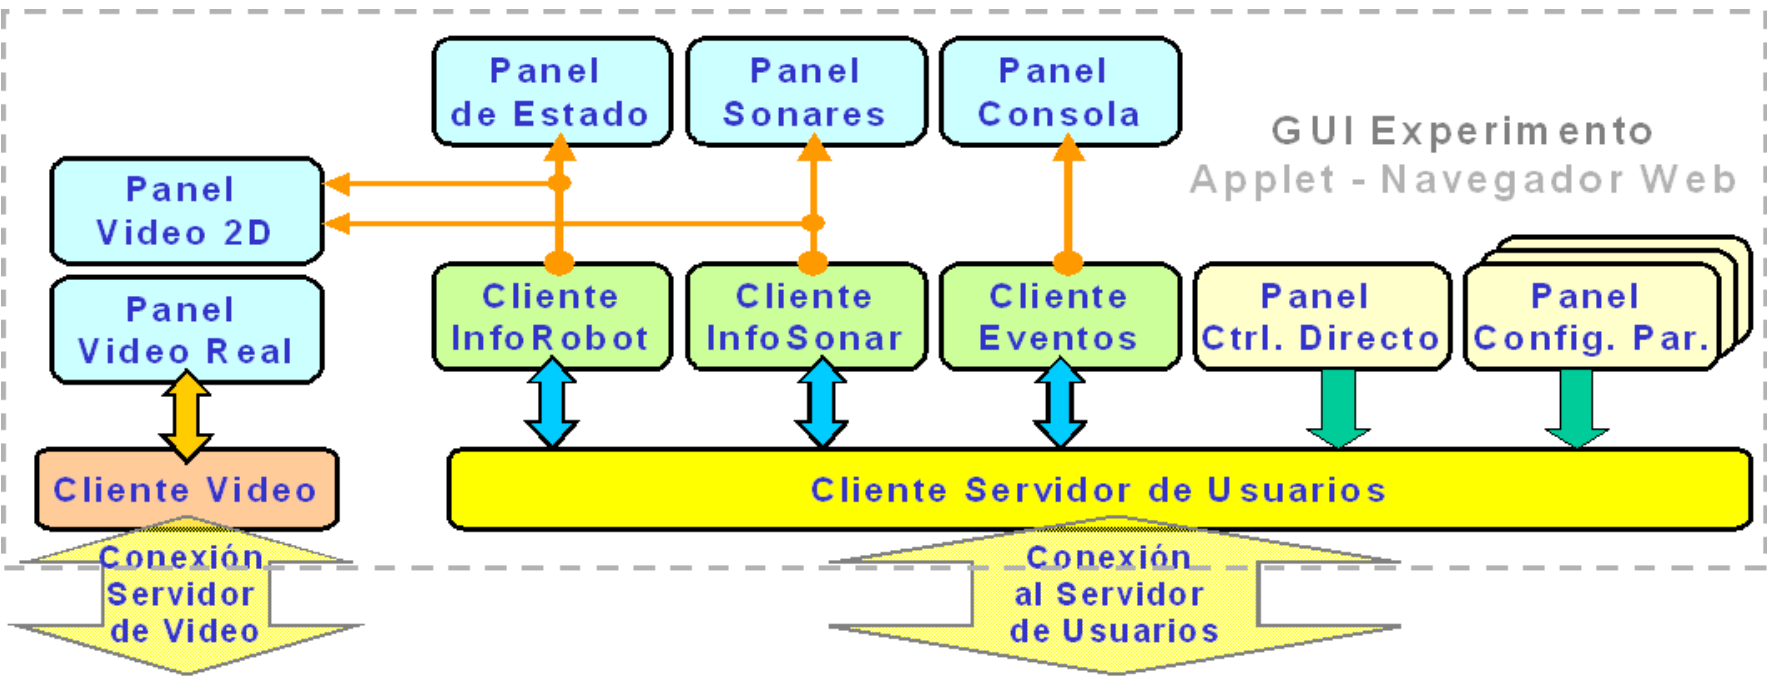 Panel
de Estado
Panel
Sonares
Panel
Consola
GUI Experimento
Applet - Navegador Web
Panel
Video 2D
Panel
Video Real
Cliente
InfoRobot
Cliente
InfoSonar
Cliente
Eventos
Panel
Ctrl. Directo
Panel
Config. Par.
Cliente Video
Cliente Servidor de Usuarios
Conexión
Servidor
de Video
Conexión
al Servidor
de Usuarios